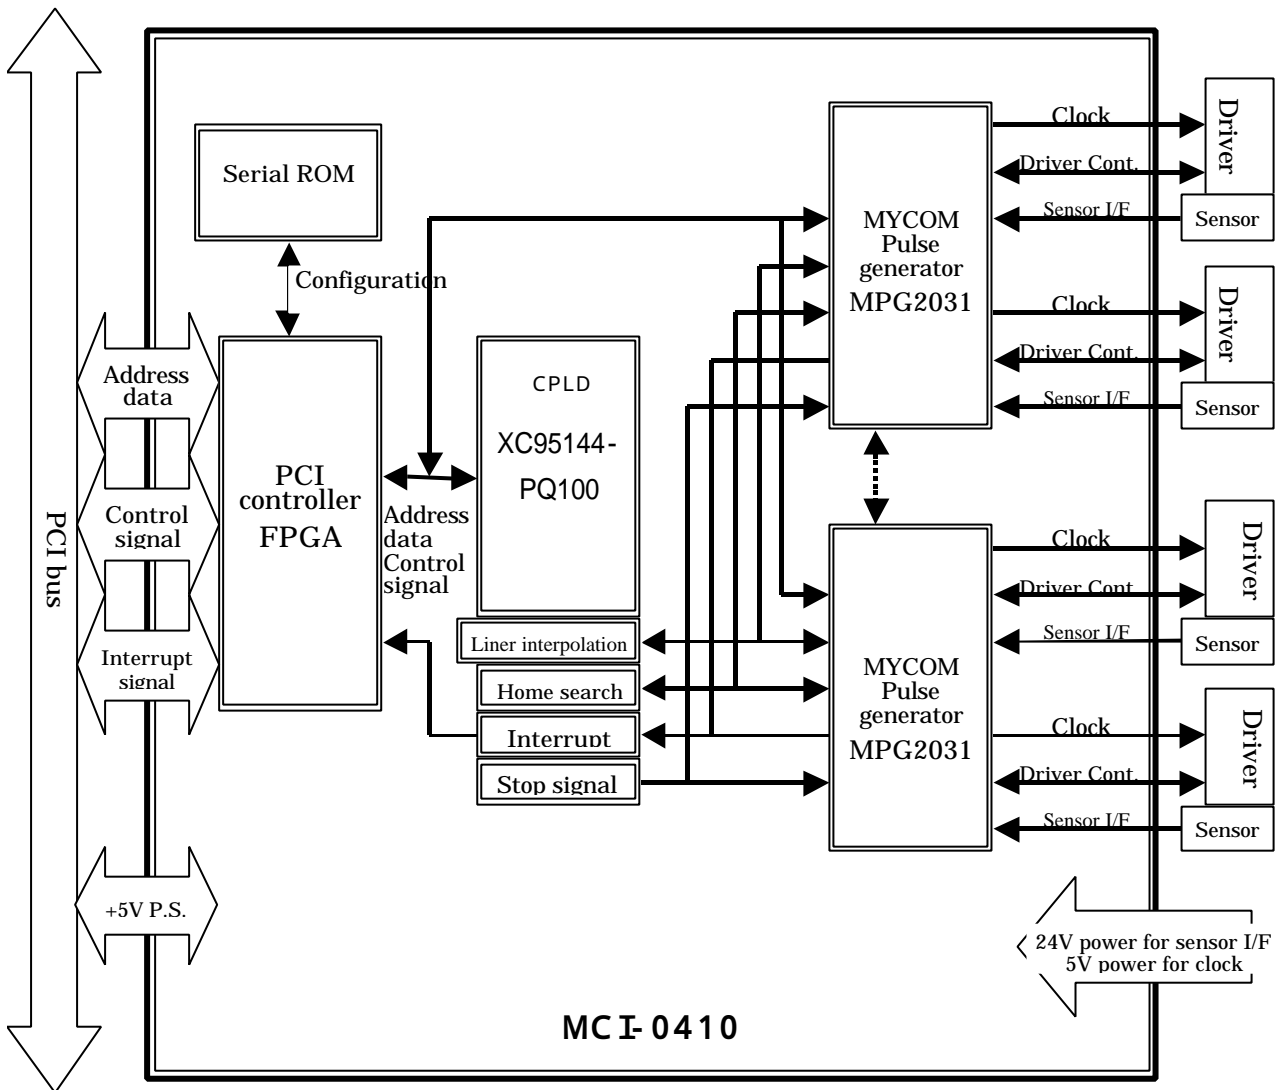 PCI bus
Serial ROM
Configuration
Address
data
Control
signal
Interrupt
signal
+5V P.S.
PCI
controller
FPGA
Address
data
Control
signal
CPLD
XC95144-
PQ100
Liner interpolation
Home search
Interrupt
Stop signal
MYCOM
Pulse
generator
MPG2031
Clock
Driver Cont.
Sensor I/F
Driver
Sensor
Clock
Driver Cont.
Sensor I/F
Driver
Sensor
MYCOM
Pulse
generator
MPG2031
Clock
Driver Cont.
Sensor I/F
Driver
Sensor
Clock
Driver Cont.
Sensor I/F
Driver
Sensor
24V power for sensor I/F
5V power for clock
MCI-0410